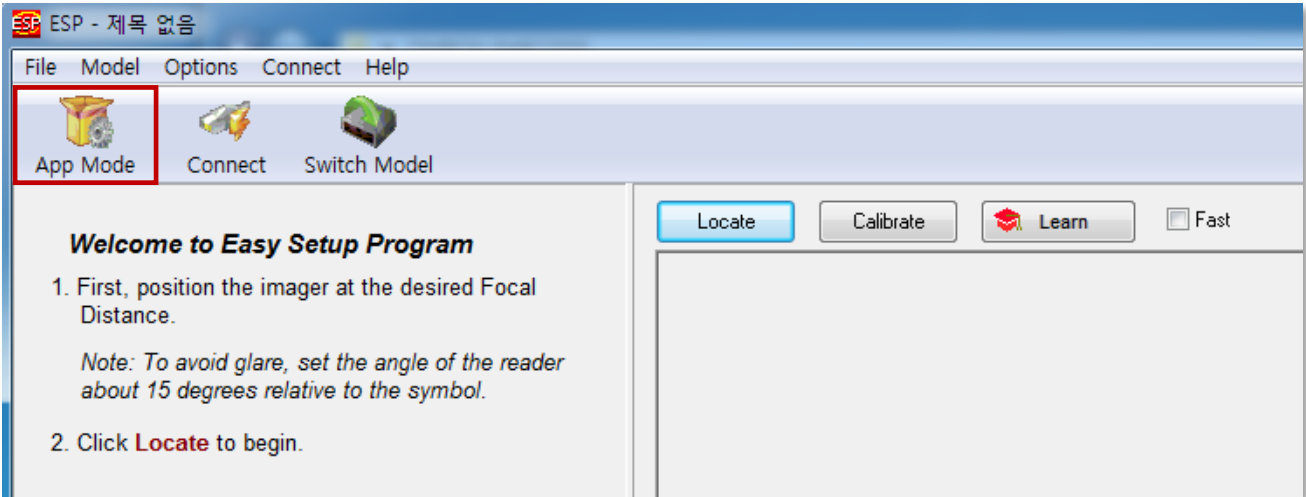 ESP ESP - 제목 없음
File Model Options Connect Help
App Mode Connect Switch Model
Locate Calibrate Learn Fast
Welcome to Easy Setup Program
1. First, position the imager at the desired Focal
Distance.
Note: To avoid glare, set the angle of the reader
about 15 degrees relative to the symbol.
2. Click Locate to begin.